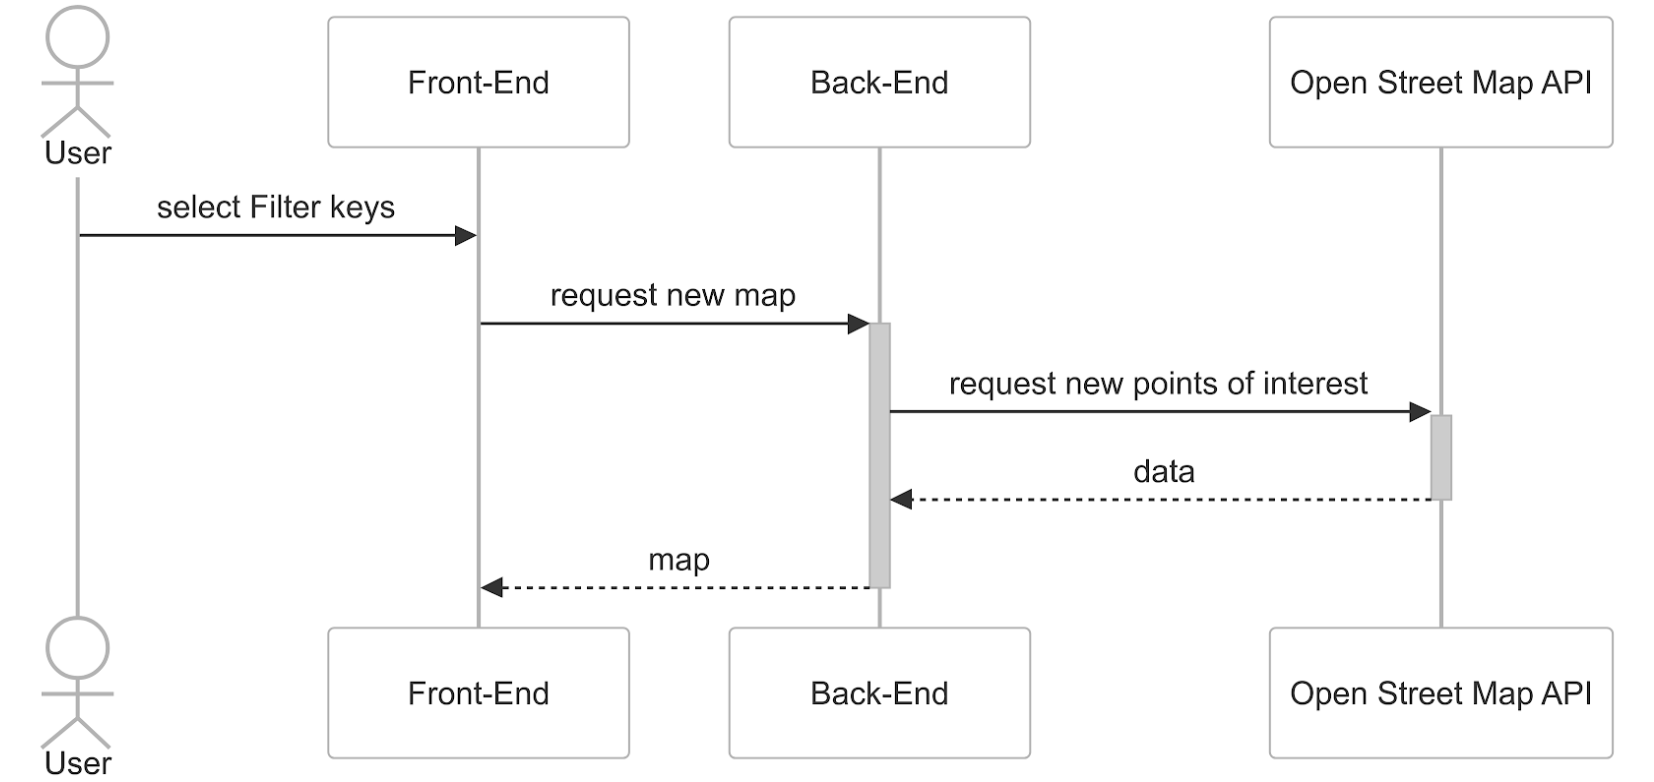 User
Front-End
Back-End
Open Street Map API
select Filter keys
request new map
request new points of interest
data
map
User
Front-End
Back-End
Open Street Map API